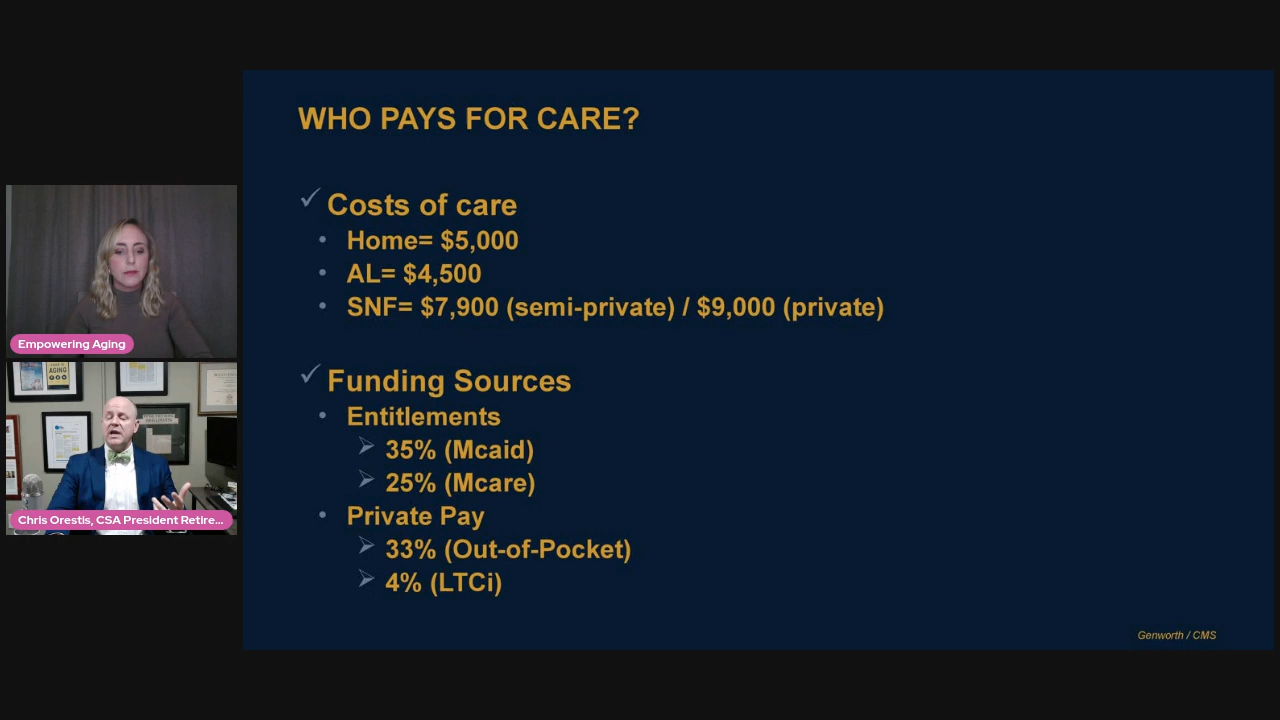 WHO PAYS FOR CARE?
Costs of care
Home= $5,000
AL= $4,500
SNF= $7,900 (semi-private) / $9,000 (private)
Funding Sources
Entitlements
35% (Mcaid)
25% (Mcare)
Private Pay
33% (Out-of-Pocket)
4% (LTCi)
Genworth / CMS
Empowering Aging
AGING
Chris Orestis, CSA President Retire...